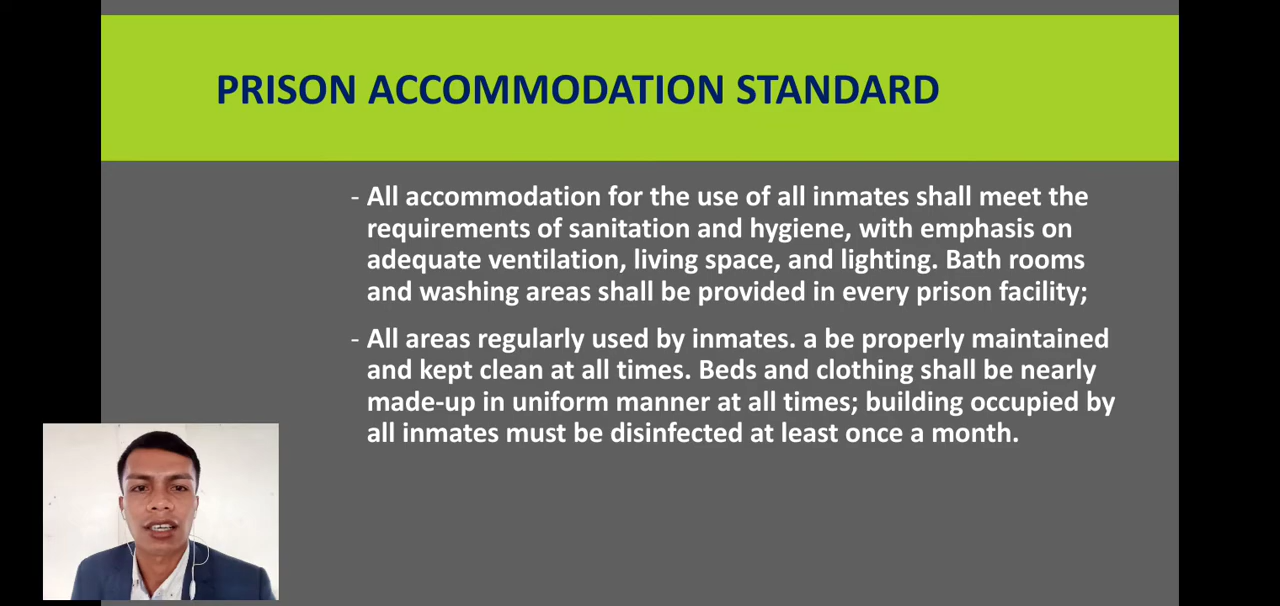 PRISON ACCOMMODATION STANDARD
- All accommodation for the use of all inmates shall meet the
requirements of sanitation and hygiene, with emphasis on
adequate ventilation, living space, and lighting. Bath rooms
and washing areas shall be provided in every prison facility;
- All areas regularly used by inmates. a be properly maintained
and kept clean at all times. Beds and clothing shall be nearly
made-up in uniform manner at all times; building occupied by
all inmates must be disinfected at least once a month.